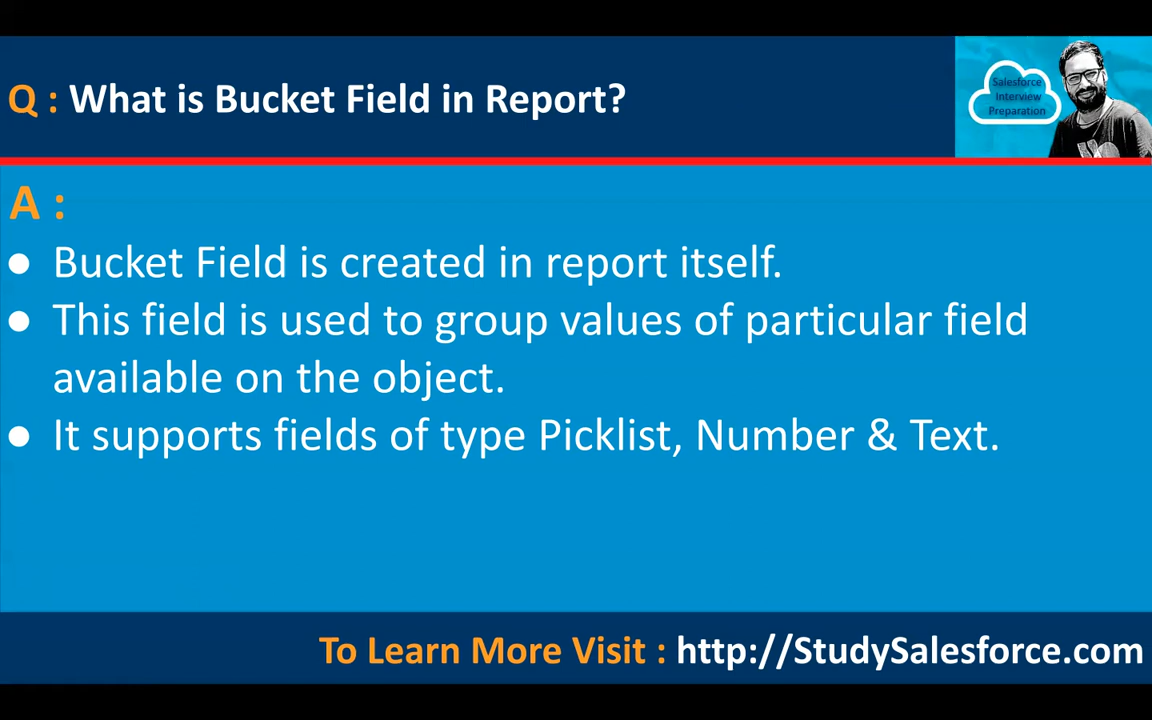 Q : What is Bucket Field in Report?
Salesforce
Interview
Preparation
A :
● Bucket Field is created in report itself.
● This field is used to group values of particular field
available on the object.
● It supports fields of type Picklist, Number & Text.
To Learn More Visit : http://StudySalesforce.com